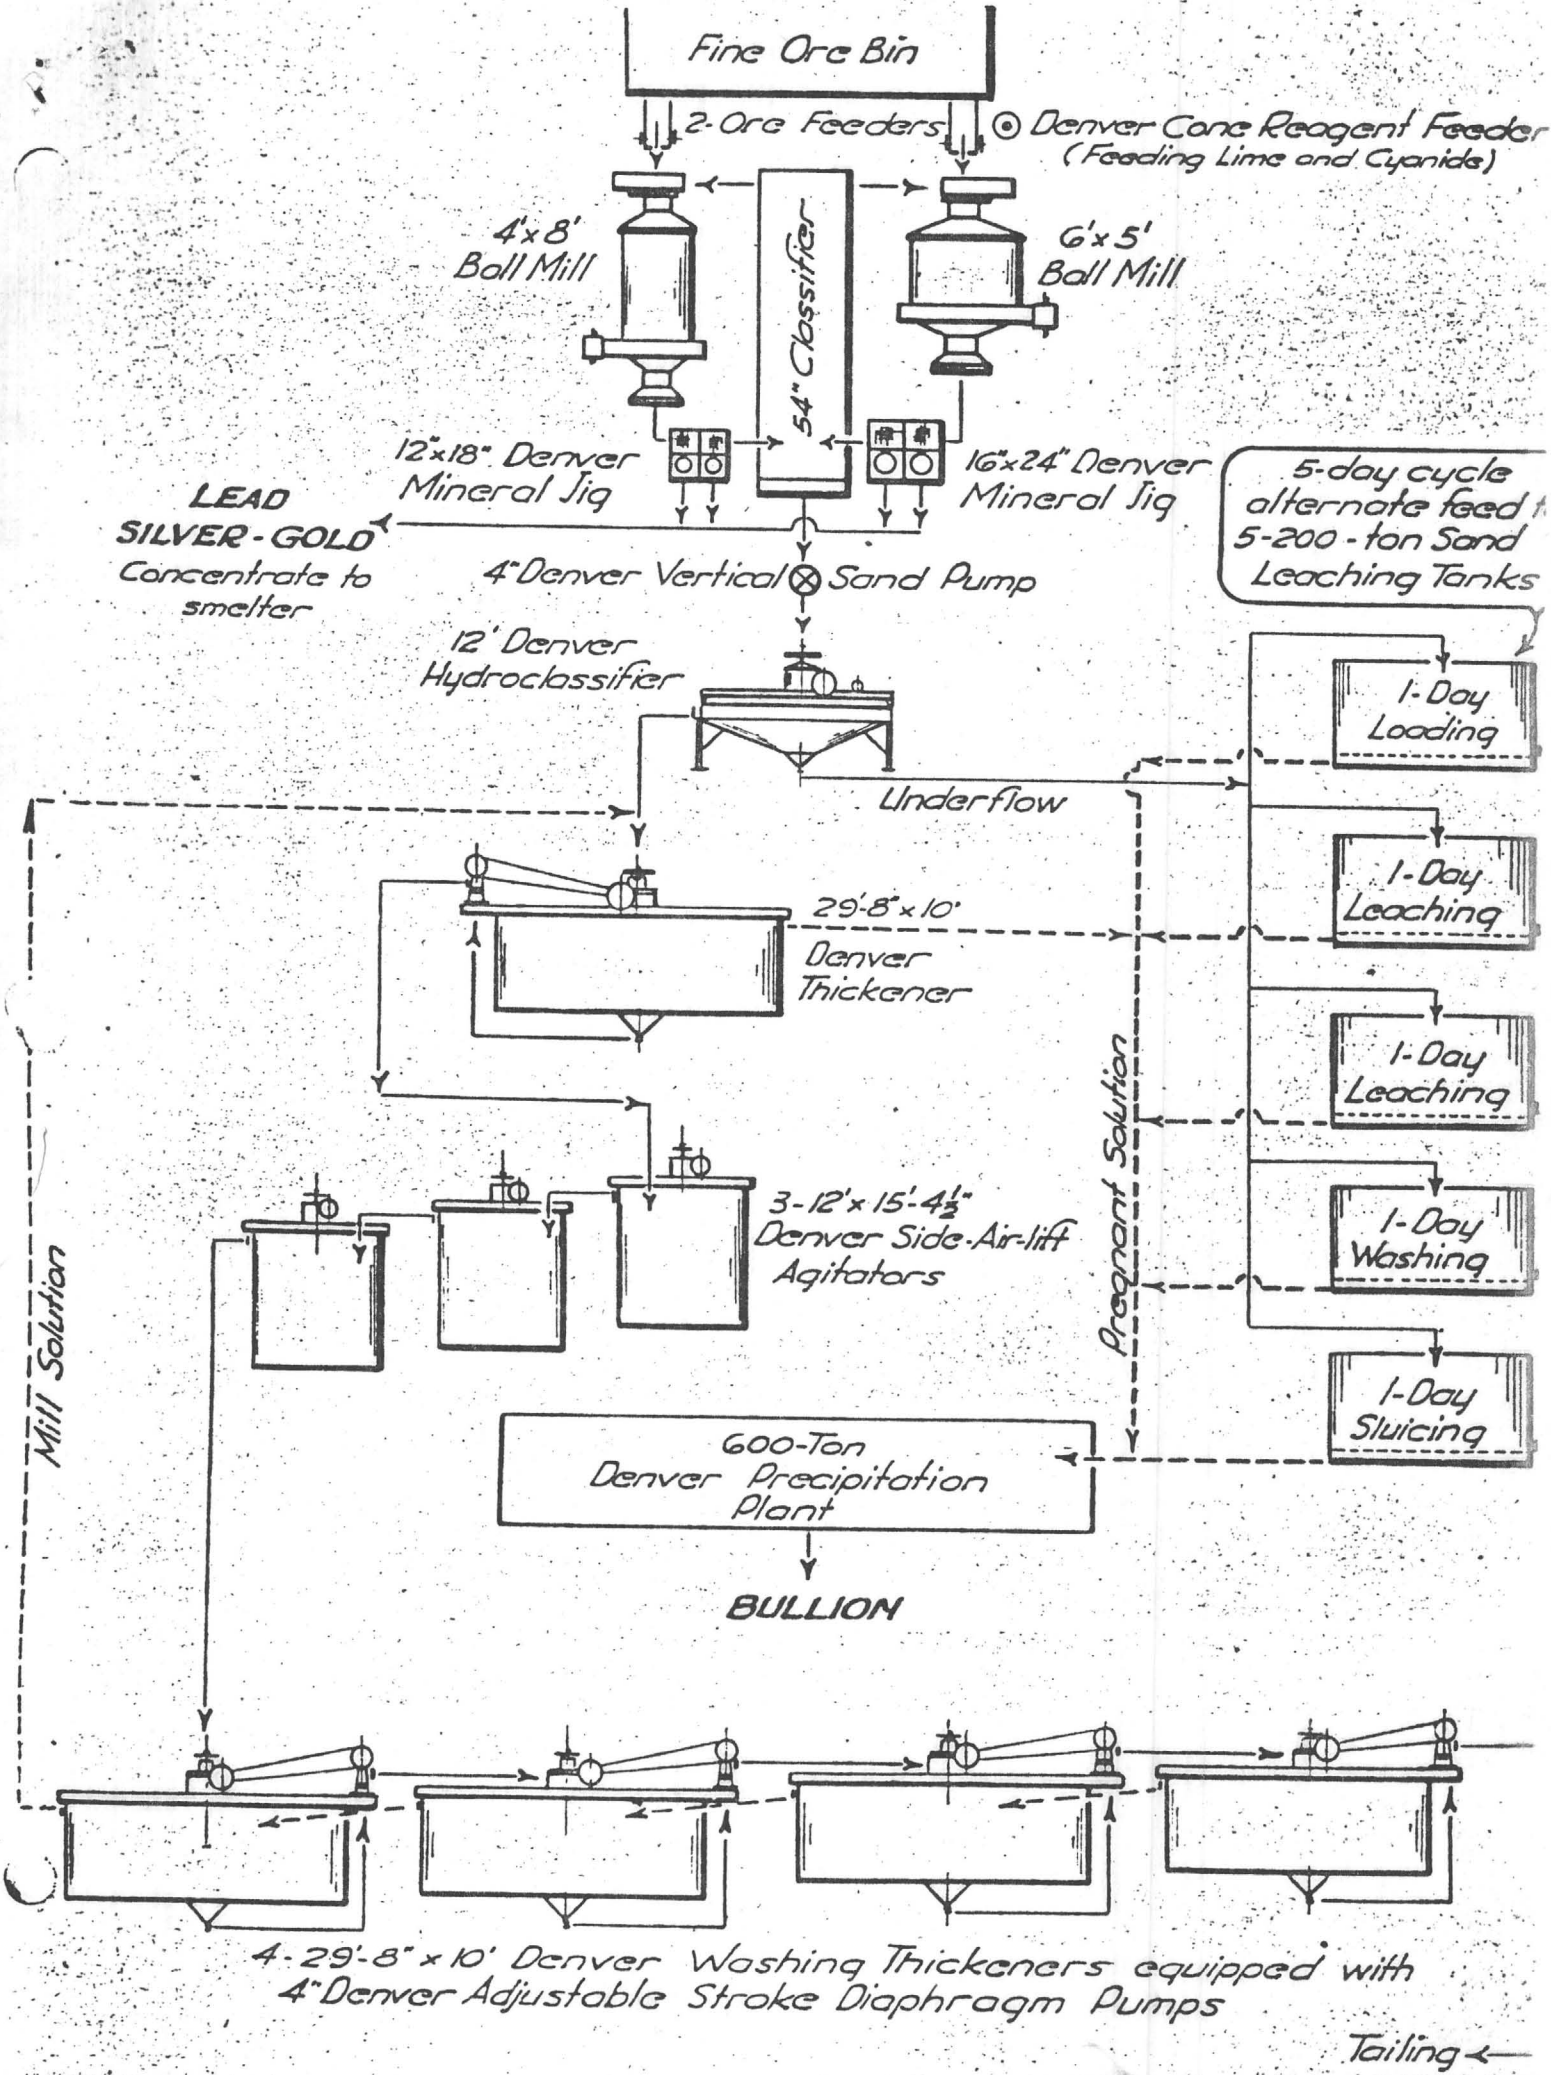 Fine Ore Bin
2-Ore Feeders
Denver Cone Reagent Feeder
(Feeding Lime and Cyanide)
4'x8'
Ball Mill
54" Classifier
6'x5'
Ball Mill
12"x18" Denver
Mineral Jig
16"x24" Denver
Mineral Jig
LEAD
SILVER-GOLD
Concentrate to
smelter
5-day cycle
alternate feed
5-200-ton Sand
Leaching Tanks
4" Denver Vertical Sand Pump
12' Denver
Hydroclassifier
1-Day
Loading
Underflow
1-Day
Leaching
29'-8"x10'
Denver
Thickener
1-Day
Leaching
Pregnant Solution
3-12'x15'-4½"
Denver Side-Air-lift
Agitators
1-Day
Washing
Mill Solution
1-Day
Sluicing
600-Ton
Denver Precipitation
Plant
BULLION
4-29'-8"x10' Denver Washing Thickeners equipped with
4" Denver Adjustable Stroke Diaphragm Pumps
Tailing